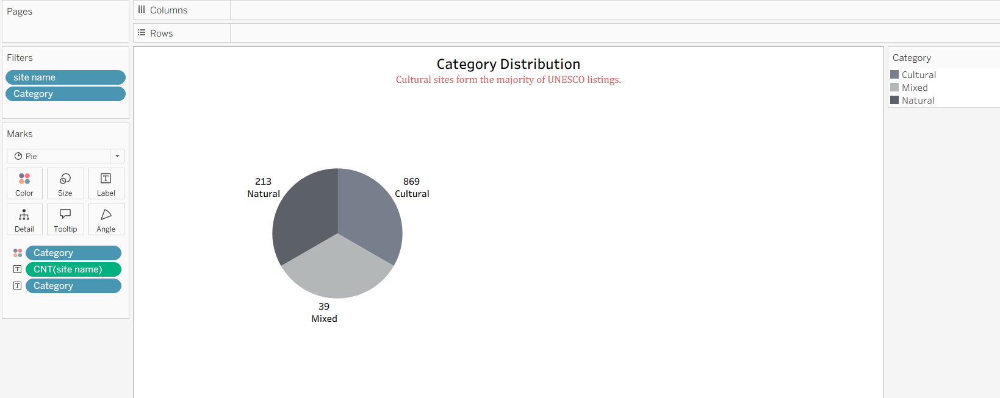 Pages
Columns
Rows
Filters
site name
Category
Marks
Pie
Color
Size
Label
Detail
Tooltip
Angle
Category
CNT(site name)
Category
Category Distribution
Cultural sites form the majority of UNESCO listings.
213
Natural
869
Cultural
39
Mixed
Category
Cultural
Mixed
Natural